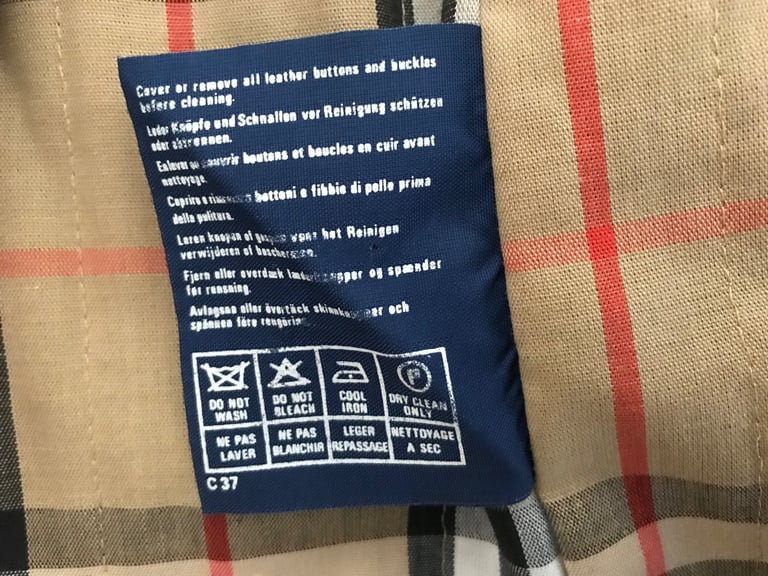 Cover or remove all leather buttons and buckles
before cleaning.
Leder Knöpfe und Schnallen vor Reinigung schützen
oder abtrennen.
Enlever ou couvrir boutons et boucles en cuir avant
nettoyage.
Coprire e bottoni e fibbie di pelle prima
della pulitura.
Leren knopen of voor het Reinigen
verwijderen of
Fjern eller overdæk og spænder
for rensning.
Avlagsna eller övertäck och
spännen före rengöring.
DO NOT DO NOT COOL DRY CLEAN
WASH BLEACH IRON ONLY
P
NE PAS NE PAS LEGER NETTOYAGE
LAVER BLANCHIR REPASSAGE A SEC
C 37